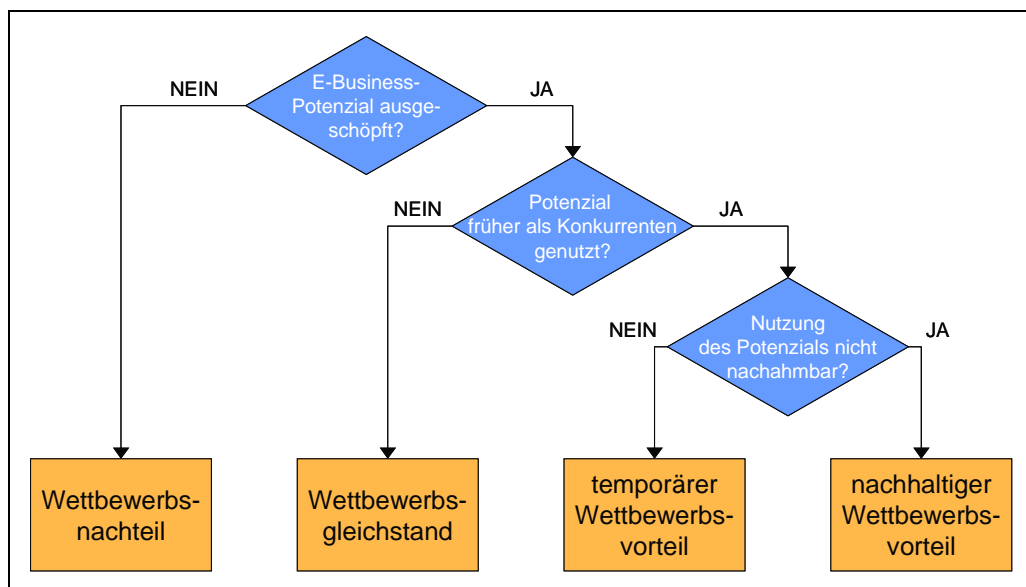 E-Business-
Potenzial ausge-
schöpft?
NEIN
JA
Potenzial
früher als Konkurrenten
genutzt?
NEIN
JA
Nutzung
des Potenzials nicht
nachahmbar?
NEIN
JA
Wettbewerbs-
nachteil
Wettbewerbs-
gleichstand
temporärer
Wettbewerbs-
vorteil
nachhaltiger
Wettbewerbs-
vorteil